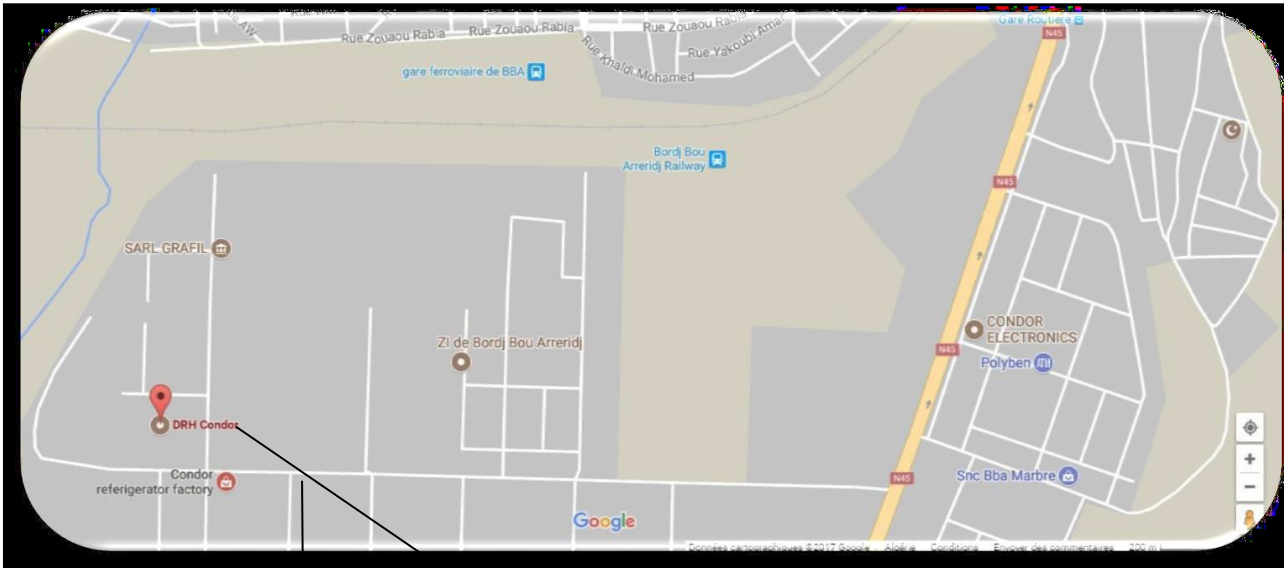 Gare Routière
N45
Rue Zouaou Rabia
Rue Zouaou Rabia
Rue Zouaou Rabia
Rue Yakoubi Amar
Rue Khaldi Mohamed
gare ferroviaire de BBA
Bordj Bou
Arreridj Railway
N45
SARL GRAFIL
CONDOR
ELECTRONICS
ZI de Bordj Bou Arreridj
N45
Polyben
ATM
DRH Condor
Condor
referigerator factory
Snc Bba Marbre
N45
Google
Données cartographiques ©2017 Google Algérie Conditions Envoyer des commentaires 200 m